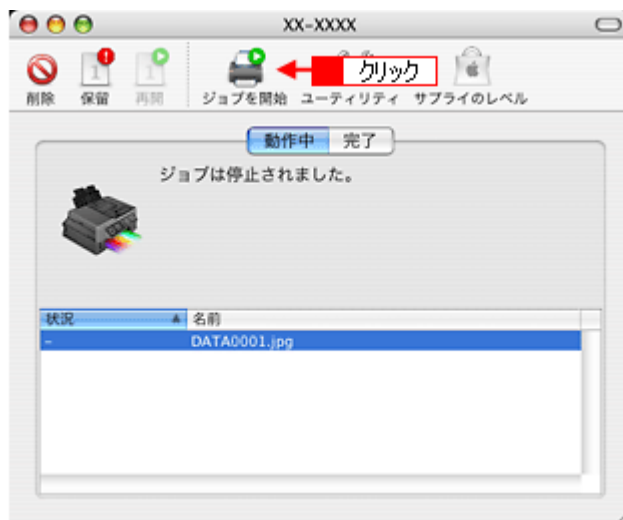 XX-XXXX
クリック
削除 保留 再開 ジョブを開始 ユーティリティ サプライのレベル
動作中 完了
ジョブは停止されました。
状況 名前
- DATA0001.jpg